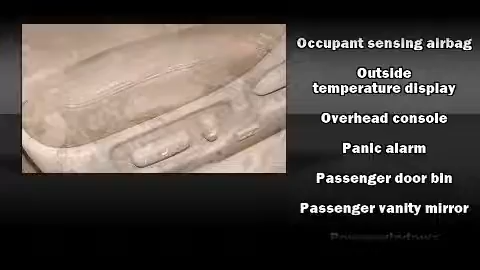 Occupant sensing airbag
Outside
temperature display
Overhead console
Panic alarm
Passenger door bin
Passenger vanity mirror